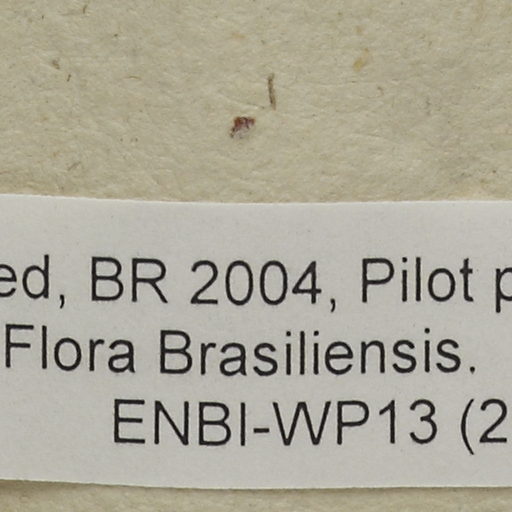 ed, BR 2004, Pilot p
Flora Brasiliensis.
ENBI-WP13 (2